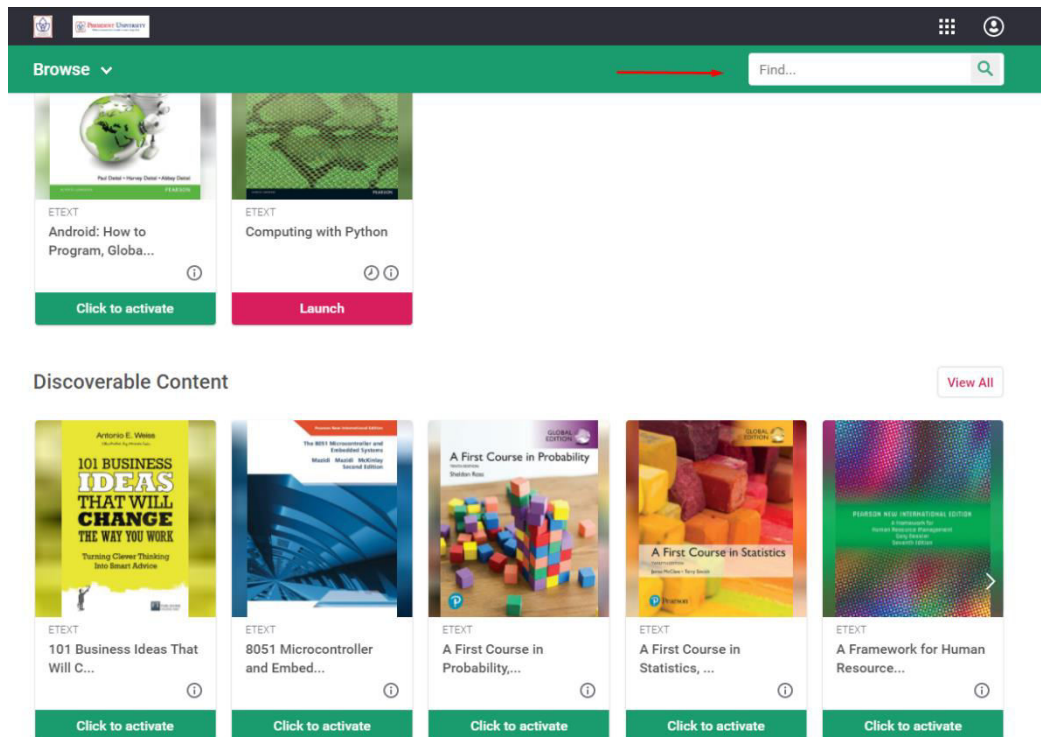 PRESIDENT UNIVERSITY
Browse
Find...
Paul Deitel • Harvey Deitel • Abbey Deitel
PEARSON
PEARSON
ETEXT
Android: How to
Program, Globa...
Click to activate
ETEXT
Computing with Python
Launch
Discoverable Content
View All
Antonio E. Weiss
101 BUSINESS
IDEAS
THAT WILL
CHANGE
THE WAY YOU WORK
Turning Clever Thinking
Into Smart Advice
ETEXT
101 Business Ideas That
Will C...
Click to activate
Pearson New International Edition
The 8051 Microcontroller and
Embedded Systems
Mazidi Mazidi McKinlay
Second Edition
ETEXT
8051 Microcontroller
and Embed...
Click to activate
GLOBAL
EDITION
A First Course in Probability
Sheldon Ross
ETEXT
A First Course in
Probability,...
Click to activate
GLOBAL
EDITION
A First Course in Statistics
PEARSON
ETEXT
A First Course in
Statistics, ...
Click to activate
PEARSON NEW INTERNATIONAL EDITION
A Framework for
Human Resource Management
Gary Dessler
Seventh Edition
ETEXT
A Framework for Human
Resource...
Click to activate